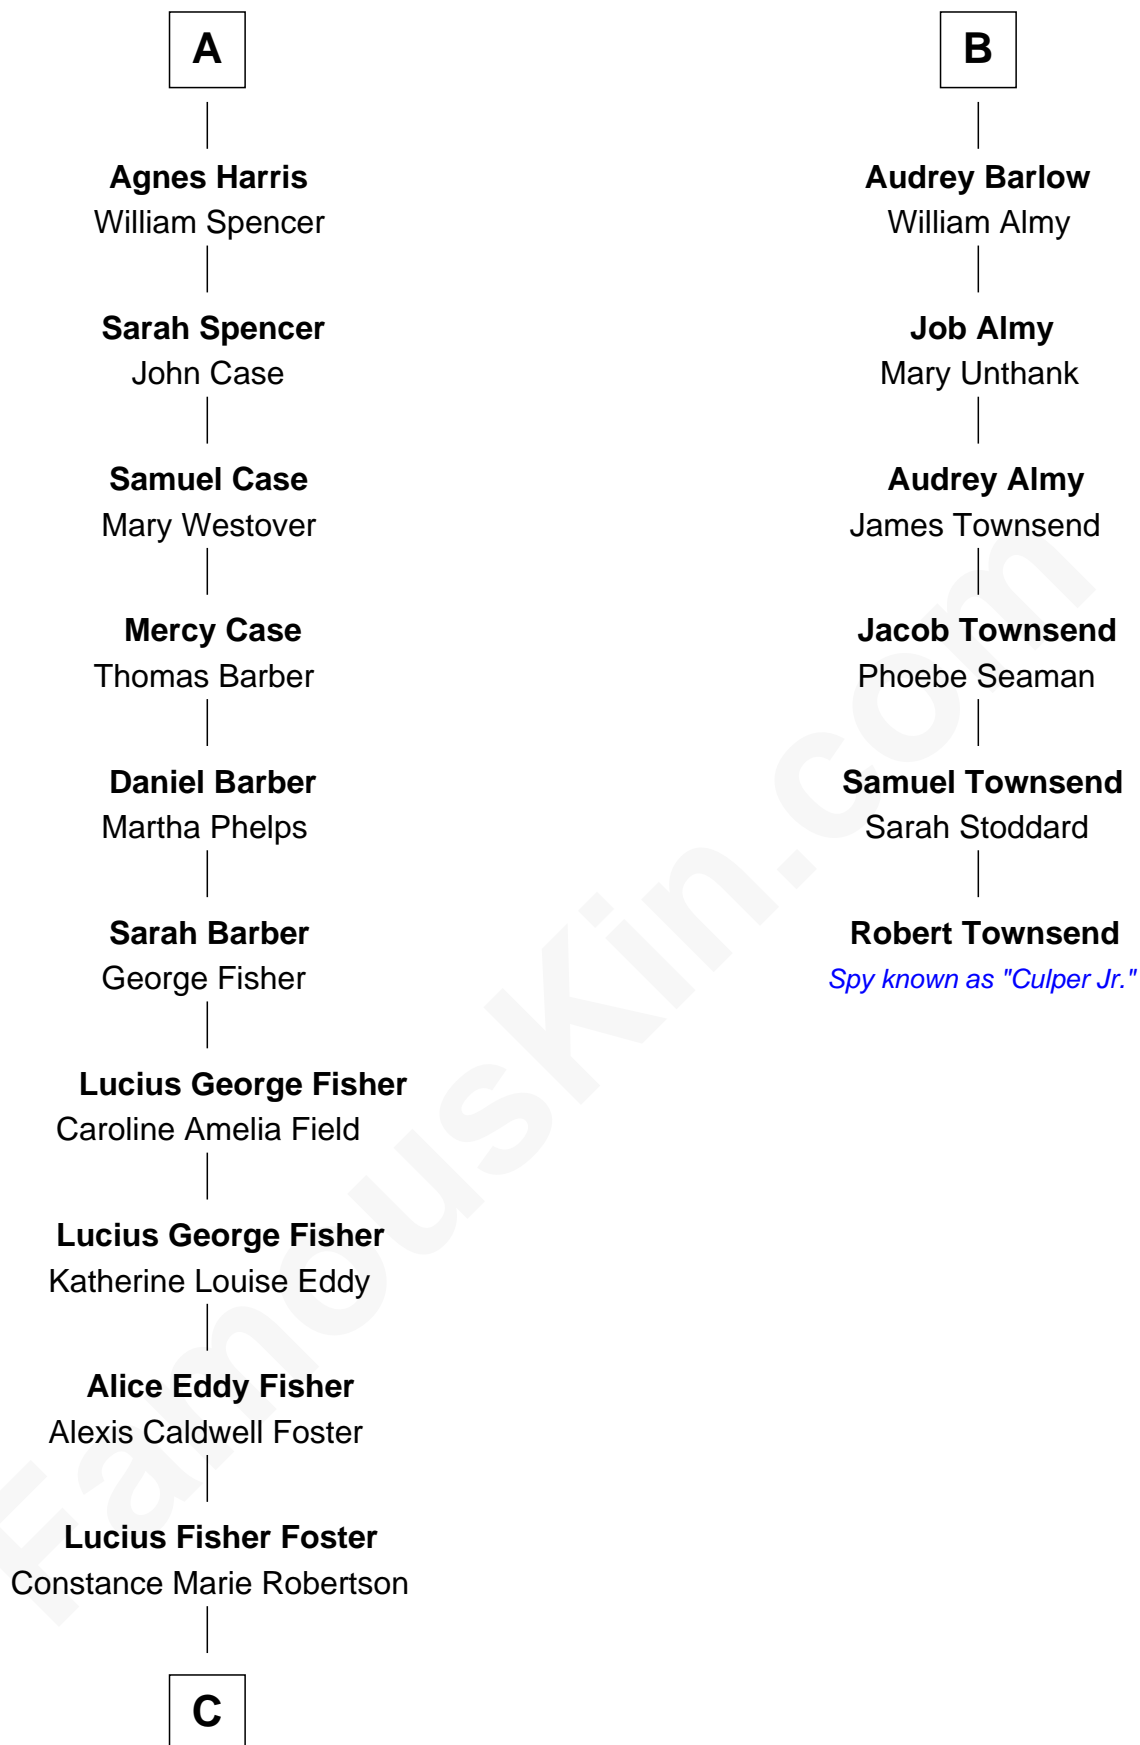 A
Agnes Harris
William Spencer
Sarah Spencer
John Case
Samuel Case
Mary Westover
Mercy Case
Thomas Barber
Daniel Barber
Martha Phelps
Sarah Barber
George Fisher
Lucius George Fisher
Caroline Amelia Field
Lucius George Fisher
Katherine Louise Eddy
Alice Eddy Fisher
Alexis Caldwell Foster
Lucius Fisher Foster
Constance Marie Robertson
C
B
Audrey Barlow
William Almy
Job Almy
Mary Unthank
Audrey Almy
James Townsend
Jacob Townsend
Phoebe Seaman
Samuel Townsend
Sarah Stoddard
Robert Townsend
Spy known as "Culper Jr."
FamousKin.com